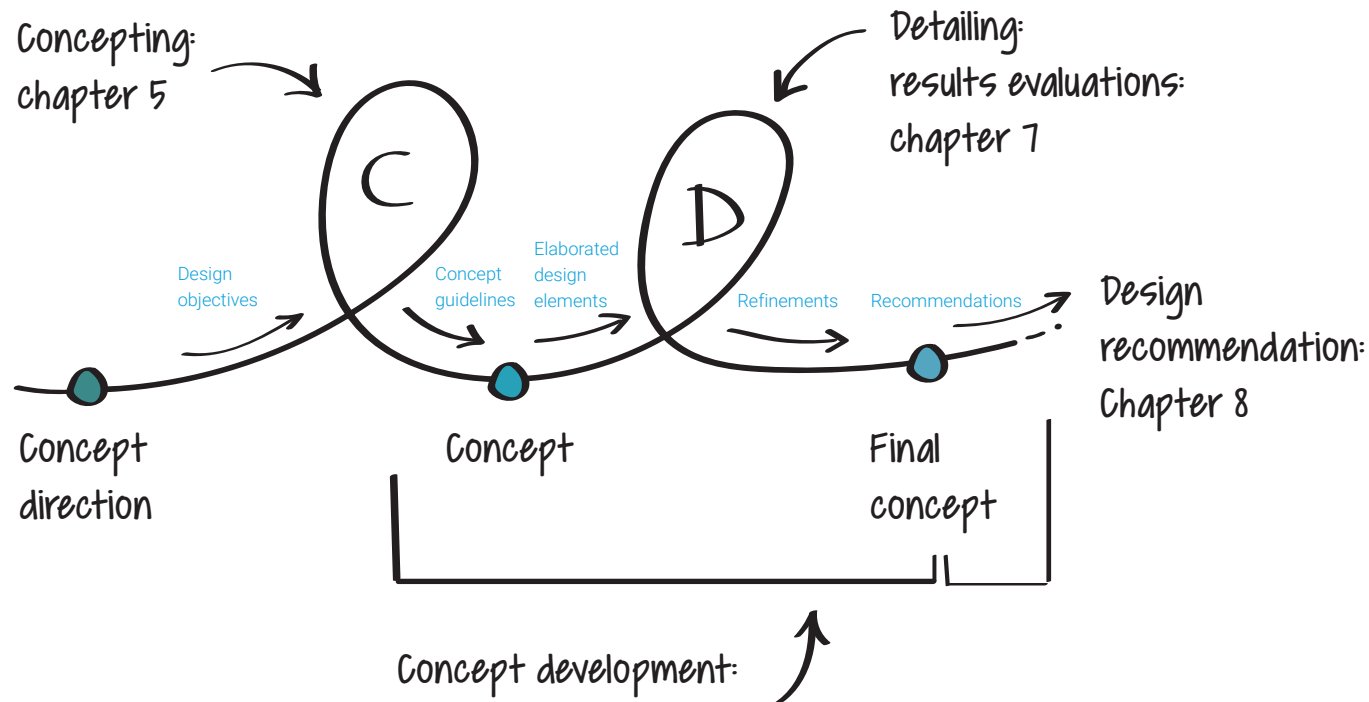 Concepting:
chapter 5
Detailing:
results evaluations:
chapter 7
C
D
Design
objectives
Concept
guidelines
Elaborated
design
elements
Refinements
Recommendations
Design
recommendation:
Chapter 8
Concept
direction
Concept
Final
concept
Concept development: